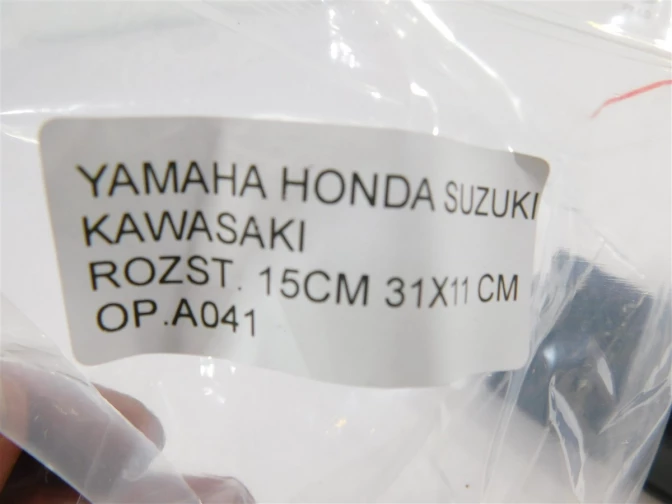 YAMAHA HONDA SUZUKI
KAWASAKI
ROZST. 15CM 31X11 CM
OP.A041